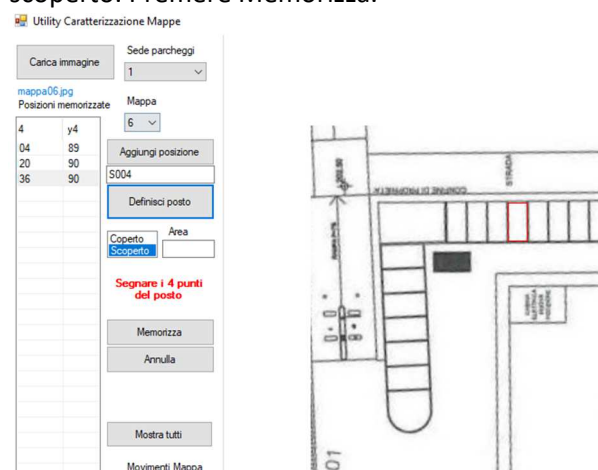 scoperto. Premere Memorizza.
Utility Caratterizzazione Mappe
Carica immagine
Sede parcheggi
1
mappa06.jpg
Posizioni memorizzate
Mappa
6
4 y4
04 89
20 90
36 90
Aggiungi posizione
S004
Definisci posto
Coperto
Scoperto
Area
Segnare i 4 punti
del posto
Memorizza
Annulla
Mostra tutti
Movimenti Mappa
CONFINE DI PROPRIETA
STRADA
01